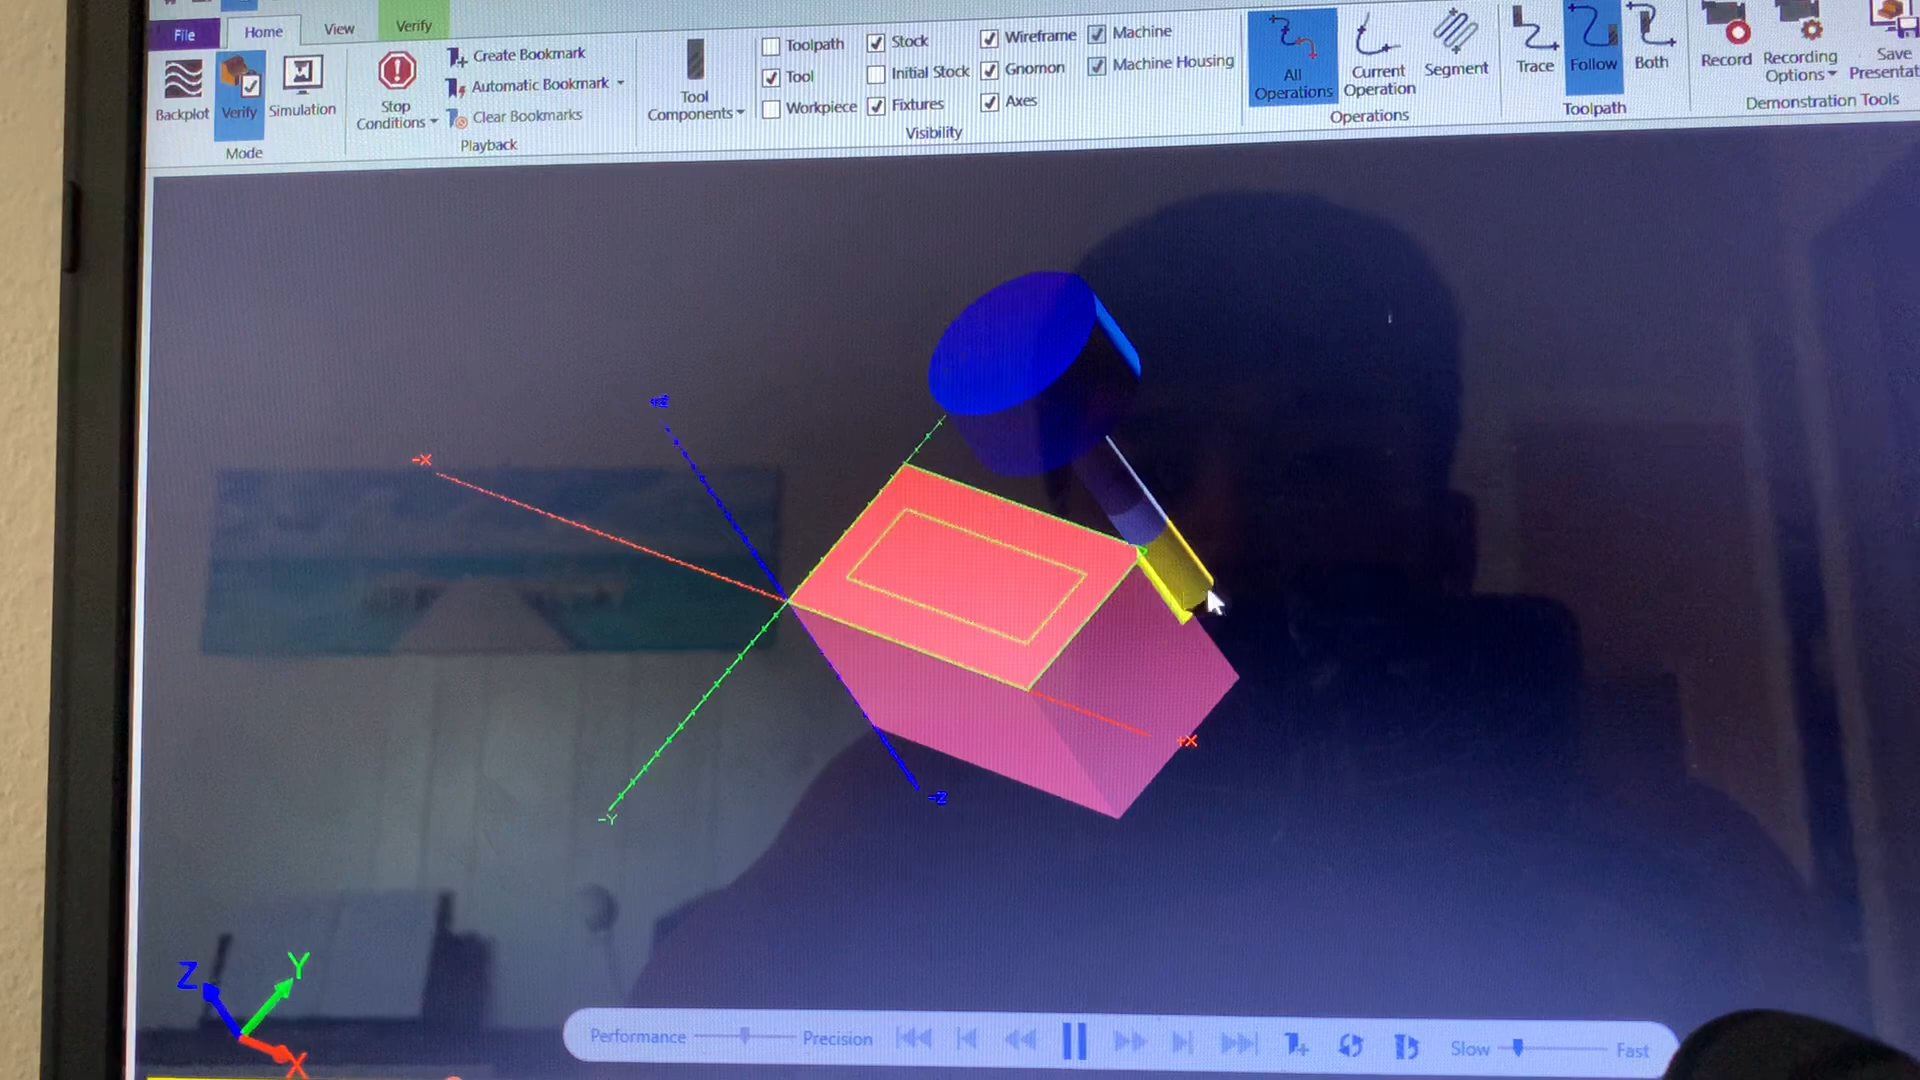 File Home View Verify
Backplot Verify Simulation
Mode
Stop Conditions
Create Bookmark
Automatic Bookmark
Clear Bookmarks
Playback
Tool Components
Toolpath Stock Wireframe Machine
Tool Initial Stock Gnomon Machine Housing
Workpiece Fixtures Axes
Visibility
All Operations
Current Operation
Segment
Operations
Trace Follow Both
Toolpath
Record
Recording Options
Save
Demonstration Tools
-X
+X
-Y
Z Y
X
Performance Precision Slow Fast